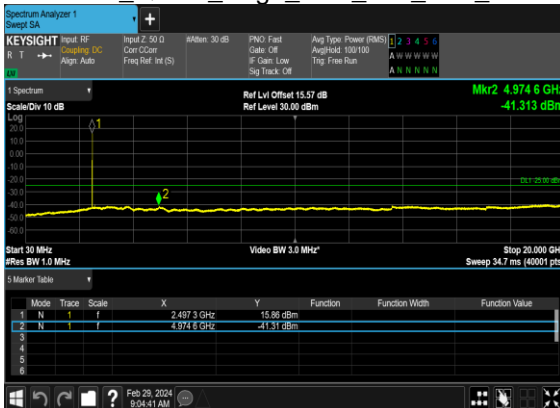 Spectrum Analyzer 1
Swept SA
+
KEYSIGHT Input: RF Input Z: 50 Ω #Atten: 30 dB PNO: Fast Avg Type: Power (RMS) 1 2 3 4 5 6
R T Coupling: DC Corr CCorr Gate: Off Avg|Hold: 100/100 A W W W W W
Align: Auto Freq Ref: Int (S) IF Gain: Low Trig: Free Run
LXI Sig Track: Off A N N N N N
1 Spectrum Ref Lvl Offset 15.57 dB Mkr2 4.974 6 GHz
Scale/Div 10 dB Ref Level 30.00 dBm -41.313 dBm
Log
20.0
10.0
0.00
-10.0
-20.0
-30.0
-40.0
-50.0
-60.0
1
2
DL1 -25.00 dBm
Start 30 MHz Video BW 3.0 MHz* Stop 20.000 GHz
#Res BW 1.0 MHz Sweep 34.7 ms (40001 pts)
5 Marker Table
Mode Trace Scale X Y Function Function Width Function Value
1 N 1 f 2.497 3 GHz 15.86 dBm
2 N 1 f 4.974 6 GHz -41.31 dBm
3
4
5
6
? Feb 29, 2024
9:04:41 AM